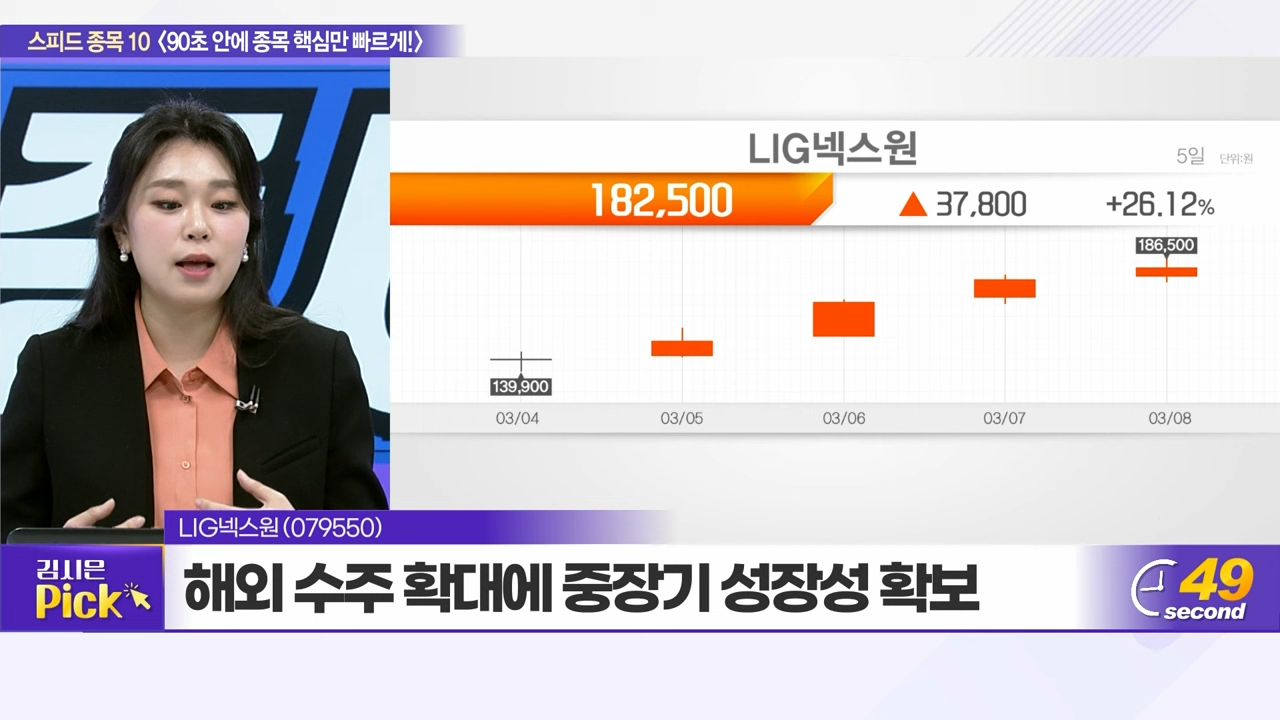 스피드 종목 10 〈90초 안에 종목 핵심만 빠르게!〉
LIG넥스원
5일 단위:원
182,500 ▲ 37,800 +26.12%
186,500
139,900
03/04 03/05 03/06 03/07 03/08
LIG넥스원(079550)
김시은
Pick
해외 수주 확대에 중장기 성장성 확보
49
second